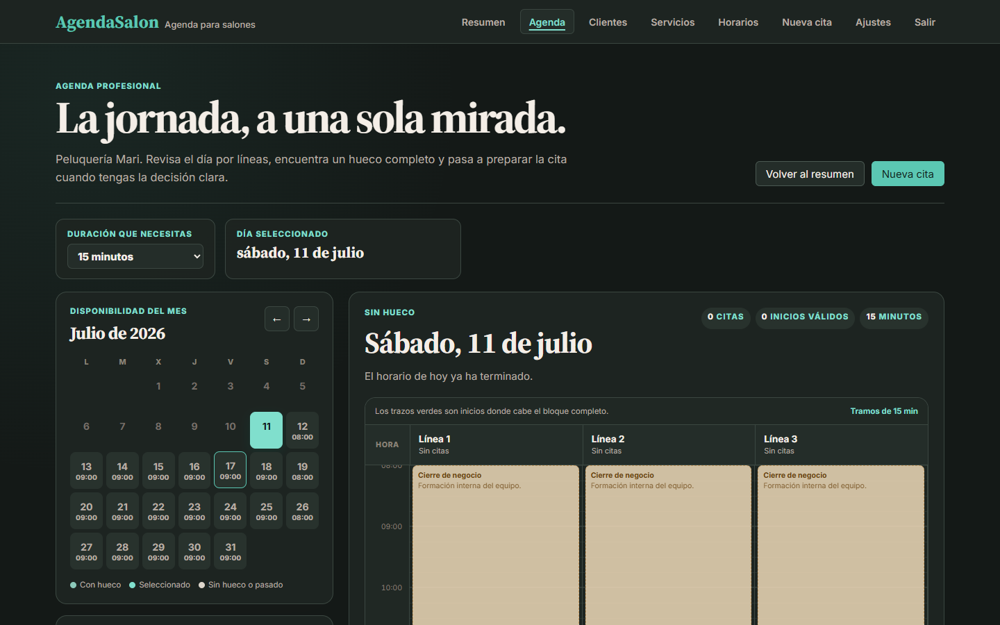 AgendaSalon Agenda para salones
Resumen Agenda Clientes Servicios Horarios Nueva cita Ajustes Salir
AGENDA PROFESIONAL
La jornada, a una sola mirada.
Peluquería Mari. Revisa el día por líneas, encuentra un hueco completo y pasa a preparar la cita
cuando tengas la decisión clara.
Volver al resumen Nueva cita
DURACIÓN QUE NECESITAS
15 minutos
DÍA SELECCIONADO
sábado, 11 de julio
DISPONIBILIDAD DEL MES
Julio de 2026
← →
L M X J V S D
1 2 3 4 5
6 7 8 9 10 11 12
08:00
13 14 15 16 17 18 19
09:00 09:00 09:00 09:00 09:00 09:00 08:00
20 21 22 23 24 25 26
09:00 09:00 09:00 09:00 09:00 09:00 08:00
27 28 29 30 31
09:00 09:00 09:00 09:00 09:00
Con hueco Seleccionado Sin hueco o pasado
SIN HUECO
0 CITAS 0 INICIOS VÁLIDOS 15 MINUTOS
Sábado, 11 de julio
El horario de hoy ya ha terminado.
Los trazos verdes son inicios donde cabe el bloque completo. Tramos de 15 min
HORA
Línea 1 Línea 2 Línea 3
Sin citas Sin citas Sin citas
08:00
Cierre de negocio Cierre de negocio Cierre de negocio
Formación interna del equipo. Formación interna del equipo. Formación interna del equipo.
09:00
10:00